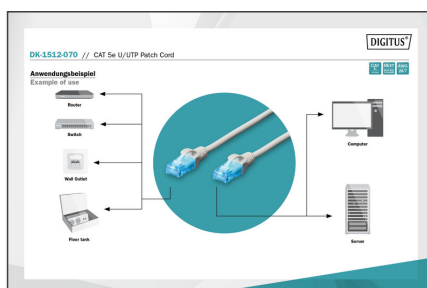 DIGITUS®
DK-1512-070 // CAT 5e U/UTP Patch Cord
Anwendungsbeispiel
Example of use
Router
Switch
Wall Outlet
Floor tank
Computer
Server